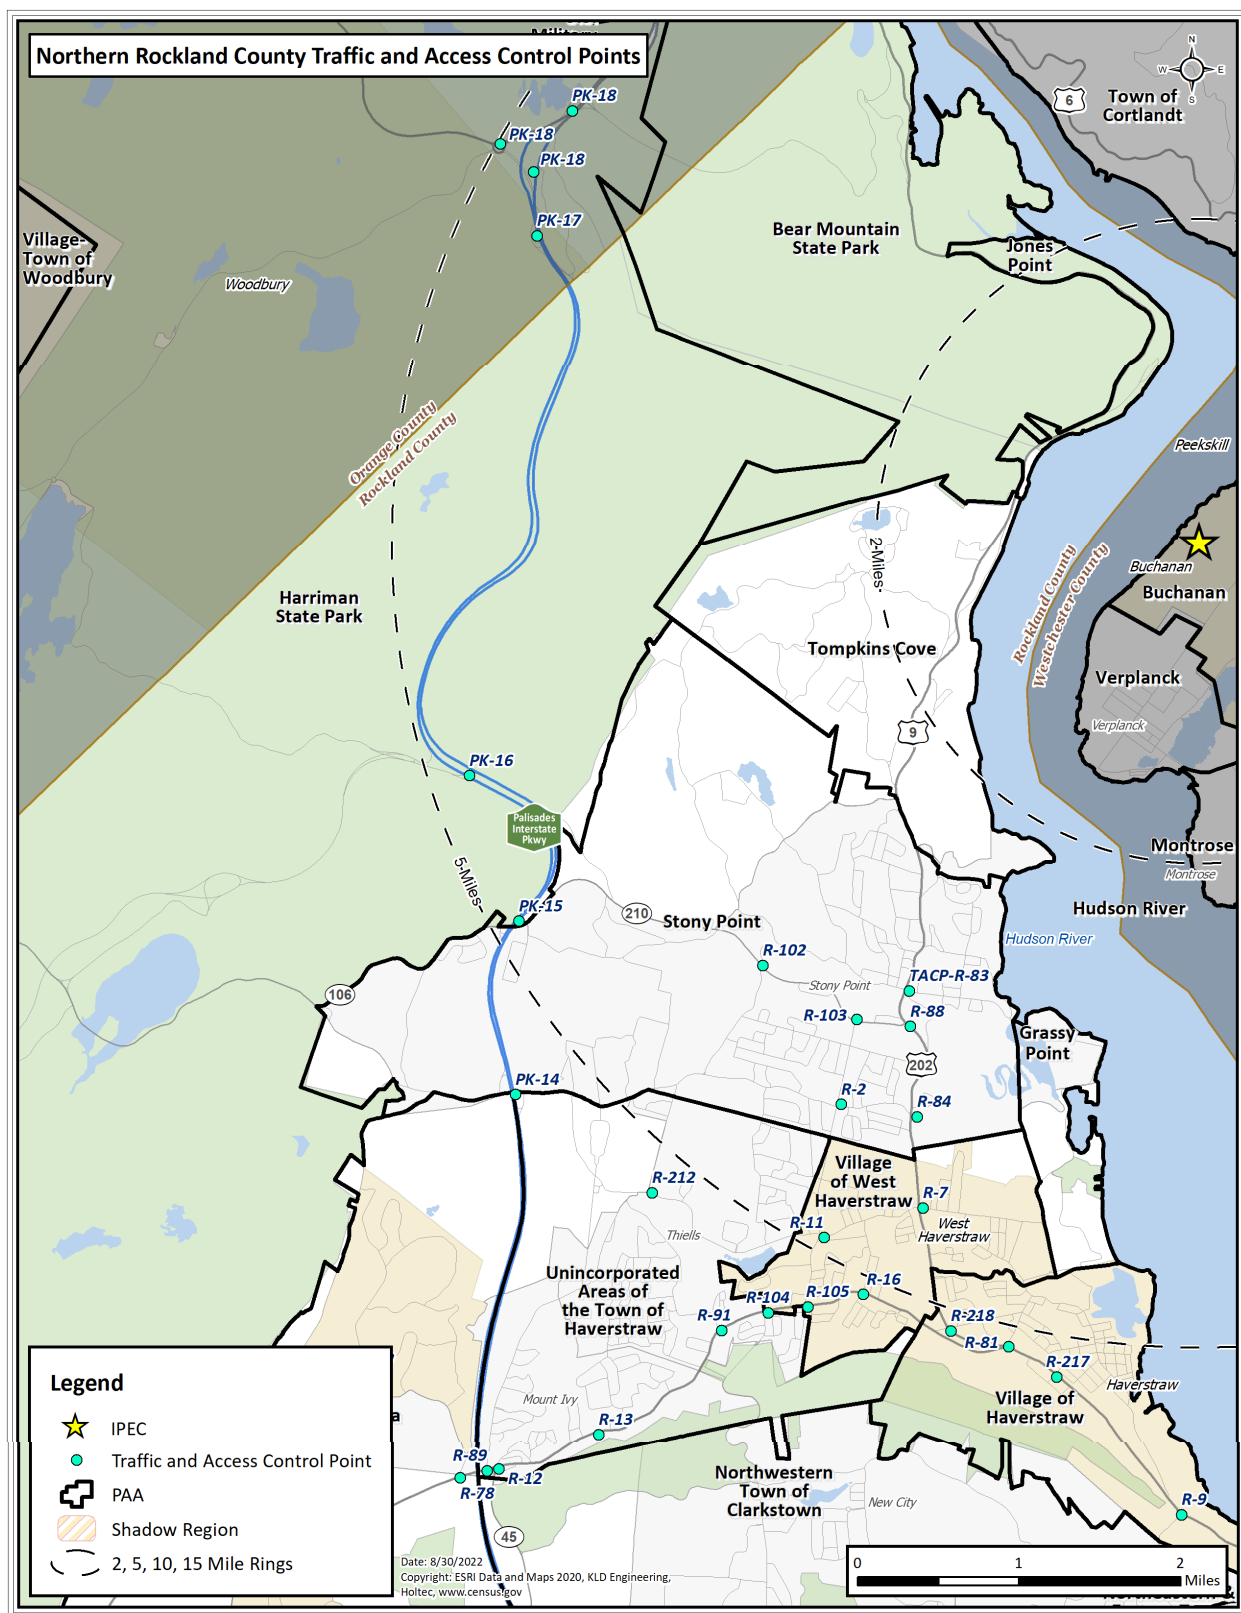 Military
Northern Rockland County Traffic and Access Control Points
N
W
E
S
6
Town of
Cortlandt
PK-18
PK-18
PK-18
PK-17
Village-
Town of
Woodbury
Woodbury
Bear Mountain
State Park
Jones
Point
Orange County
Rockland County
Peekskill
2-Miles
Buchanan
Buchanan
Rockland County
Westchester County
Harriman
State Park
Tompkins Cove
Verplanck
Verplanck
9
PK-16
Palisades
Interstate
Pkwy
5-Miles
Montrose
Montrose
PK-15
210
Stony Point
Hudson River
Hudson River
R-102
TACP-R-83
Stony Point
106
R-103
R-88
Grassy
Point
202
PK-14
R-2
R-84
Village
of West
Haverstraw
R-212
R-7
R-11
West
Haverstraw
Thiells
Unincorporated
Areas of
the Town of
Haverstraw
R-16
R-105
R-104
R-91
R-218
R-81
R-217
Haverstraw
Village of
Haverstraw
Mount Ivy
a
R-13
R-89
R-12
R-78
Northwestern
Town of
Clarkstown
New City
R-9
45
Legend
IPEC
Traffic and Access Control Point
PAA
Shadow Region
2, 5, 10, 15 Mile Rings
Date: 8/30/2022
Copyright: ESRI Data and Maps 2020, KLD Engineering,
Holtec, www.census.gov
0
1
2
Miles